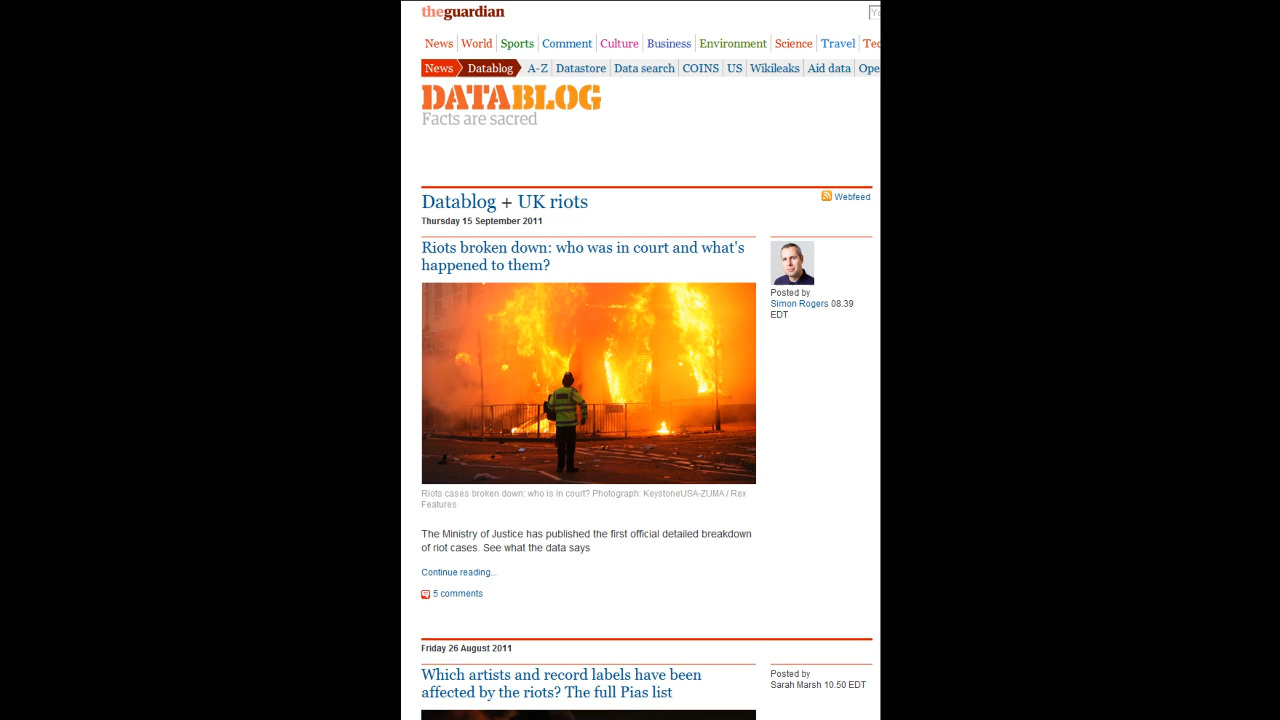 theguardian
News World Sports Comment Culture Business Environment Science Travel
News Datablog A-Z Datastore Data search COINS US Wikileaks Aid data
DATABLOG
Facts are sacred
Datablog + UK riots
Webfeed
Thursday 15 September 2011
Riots broken down: who was in court and what's
happened to them?
Posted by
Simon Rogers 08.39
EDT
Riots cases broken down: who is in court? Photograph: KeystoneUSA-ZUMA / Rex
Features
The Ministry of Justice has published the first official detailed breakdown
of riot cases. See what the data says
Continue reading...
5 comments
Friday 26 August 2011
Which artists and record labels have been
affected by the riots? The full Pias list
Posted by
Sarah Marsh 10.50 EDT